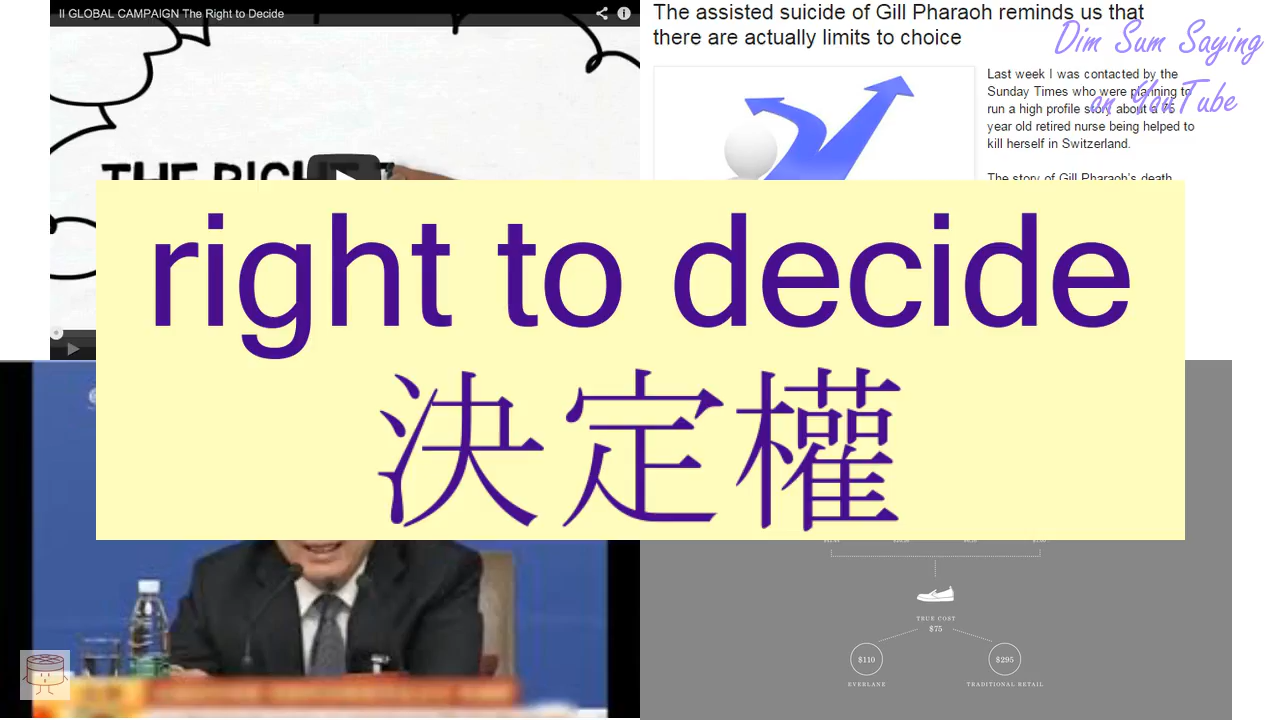 II GLOBAL CAMPAIGN The Right to Decide
THE RIGHT
The assisted suicide of Gill Pharaoh reminds us that
there are actually limits to choice
Dim Sum Saying
on YouTube
Last week I was contacted by the
Sunday Times who were planning to
run a high profile story about a 75
year old retired nurse being helped to
kill herself in Switzerland.
The story of Gill Pharaoh's death
right to decide
決定權
TRUE COST
$75
$110
$295
EVERLANE
TRADITIONAL RETAIL